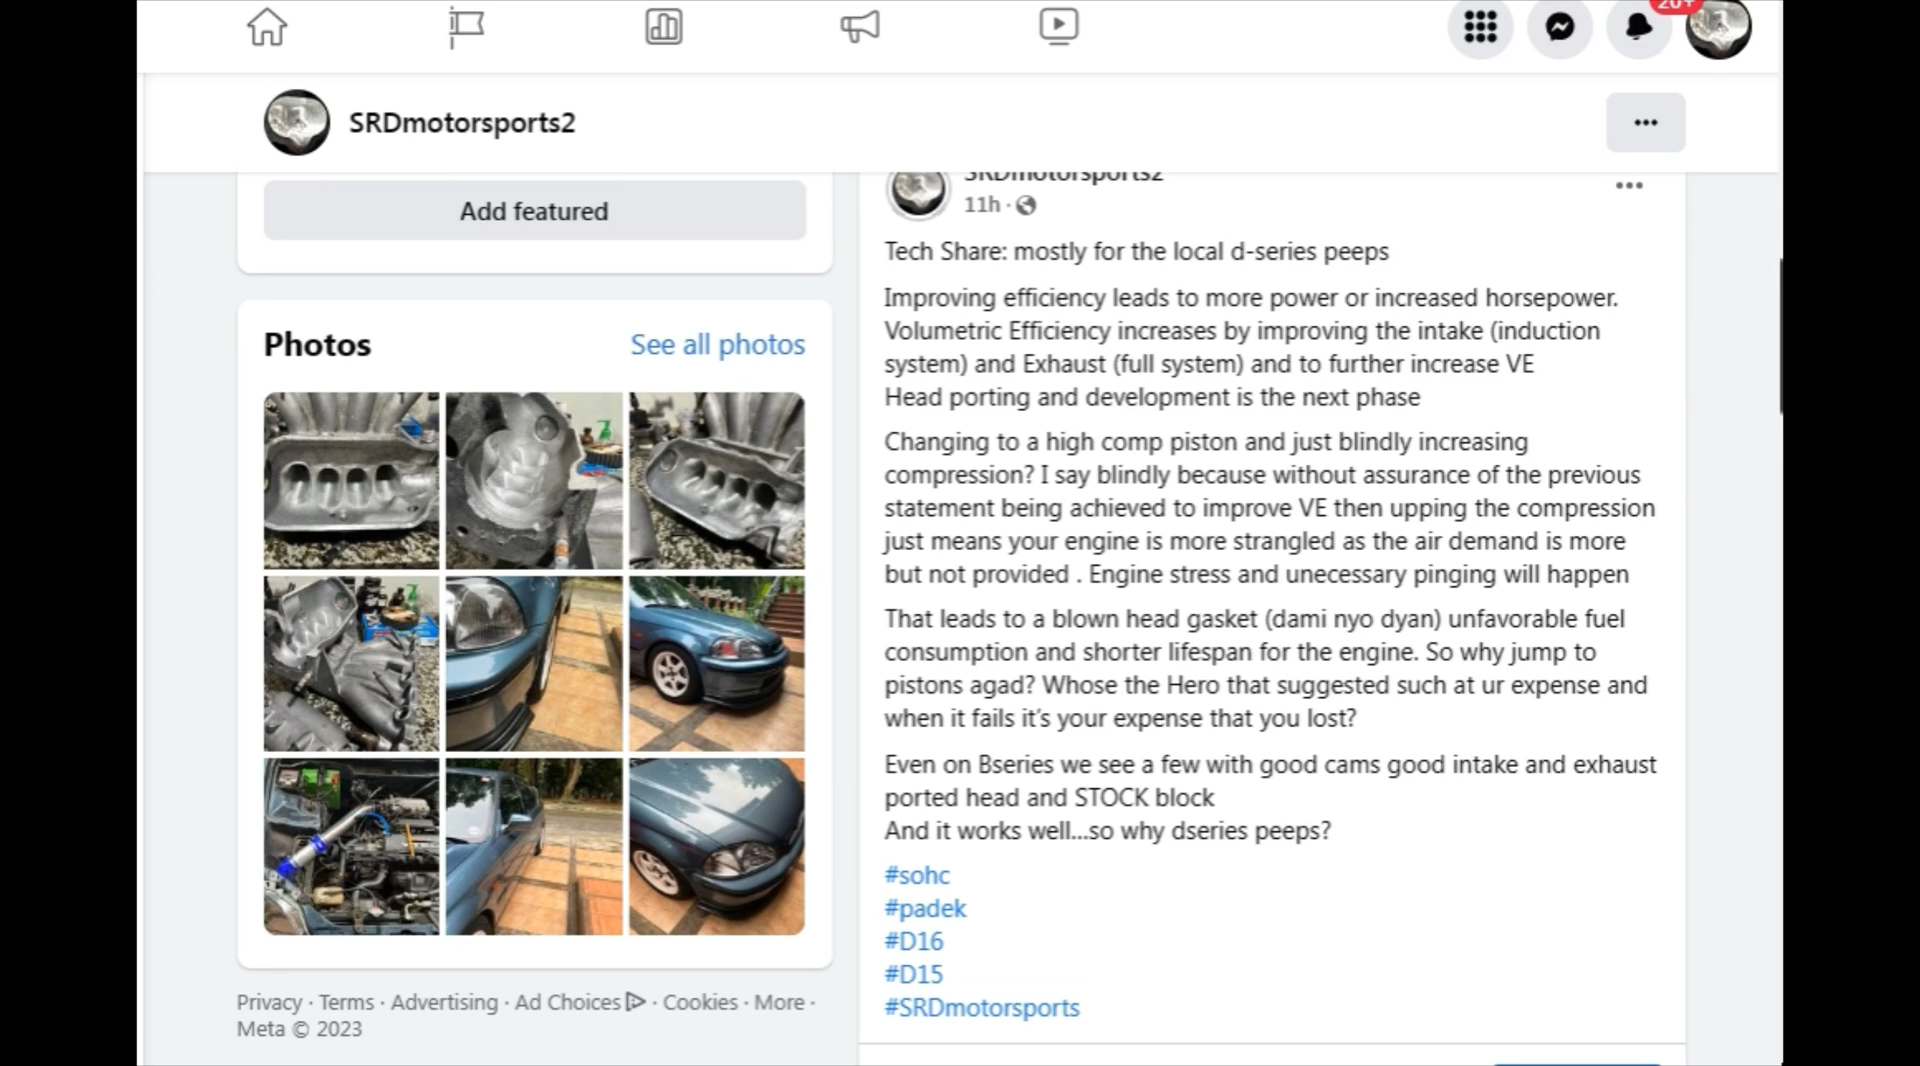 20+
SRDmotorsports2
Add featured
Photos
See all photos
Privacy · Terms · Advertising · Ad Choices · Cookies · More ·
Meta © 2023
SRDmotorsports2
11h ·
Tech Share: mostly for the local d-series peeps
Improving efficiency leads to more power or increased horsepower.
Volumetric Efficiency increases by improving the intake (induction
system) and Exhaust (full system) and to further increase VE
Head porting and development is the next phase
Changing to a high comp piston and just blindly increasing
compression? I say blindly because without assurance of the previous
statement being achieved to improve VE then upping the compression
just means your engine is more strangled as the air demand is more
but not provided . Engine stress and unecessary pinging will happen
That leads to a blown head gasket (dami nyo dyan) unfavorable fuel
consumption and shorter lifespan for the engine. So why jump to
pistons agad? Whose the Hero that suggested such at ur expense and
when it fails it's your expense that you lost?
Even on Bseries we see a few with good cams good intake and exhaust
ported head and STOCK block
And it works well...so why dseries peeps?
#sohc
#padek
#D16
#D15
#SRDmotorsports